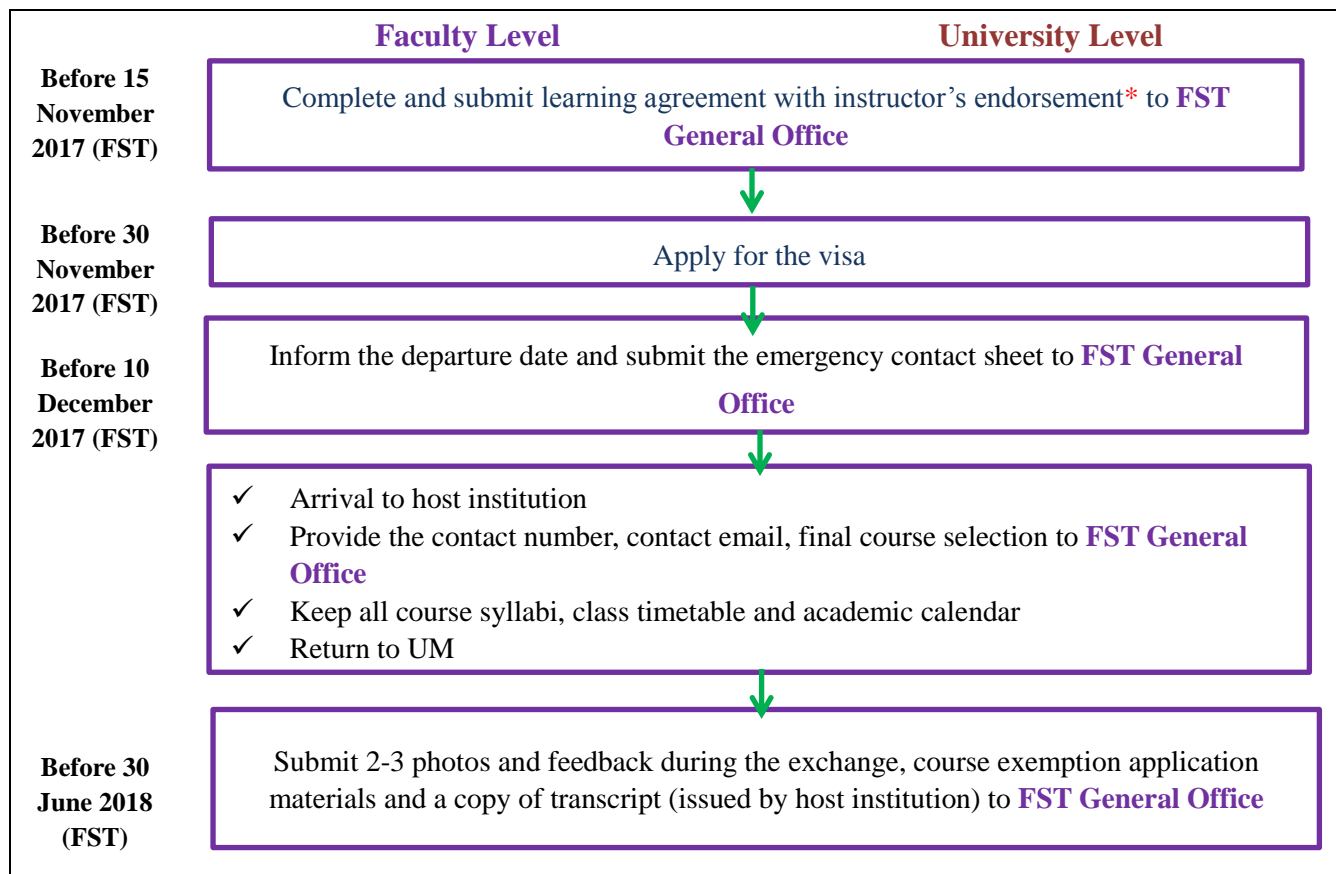 Faculty Level University Level
Before 15
November
2017 (FST)
Complete and submit learning agreement with instructor’s endorsement* to FST
General Office
Before 30
November
2017 (FST)
Apply for the visa
Before 10
December
2017 (FST)
Inform the departure date and submit the emergency contact sheet to FST General
Office
✓ Arrival to host institution
✓ Provide the contact number, contact email, final course selection to FST General
Office
✓ Keep all course syllabi, class timetable and academic calendar
✓ Return to UM
Before 30
June 2018
(FST)
Submit 2-3 photos and feedback during the exchange, course exemption application
materials and a copy of transcript (issued by host institution) to FST General Office